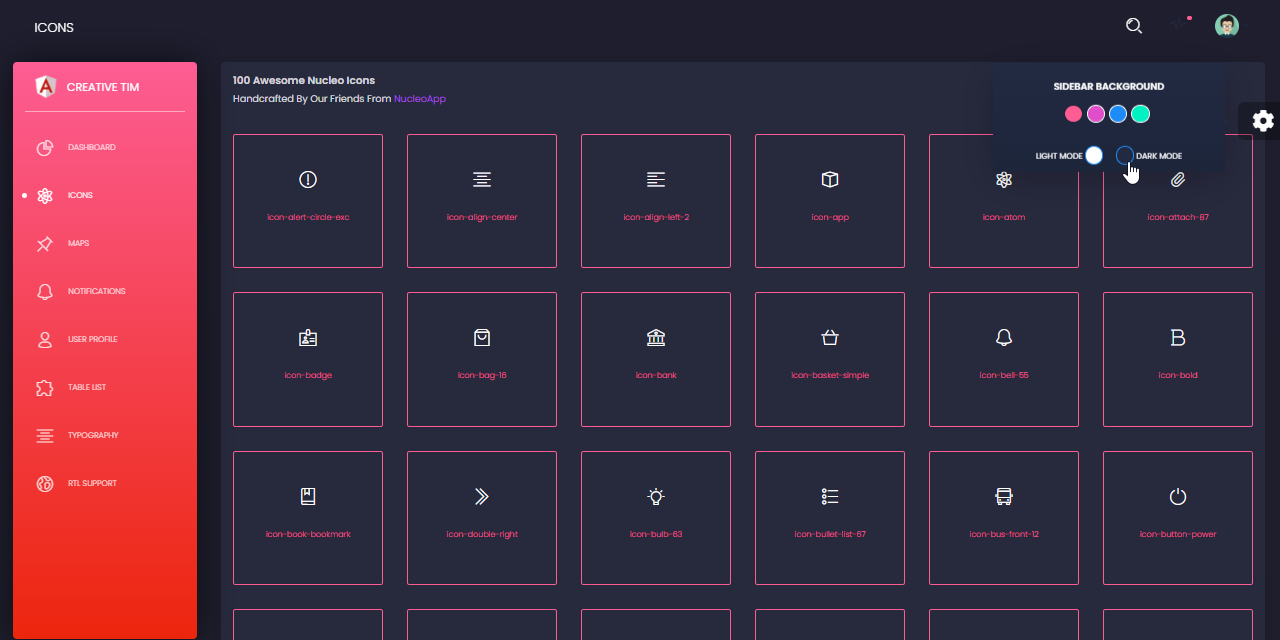 ICONS
CREATIVE TIM
DASHBOARD
ICONS
MAPS
NOTIFICATIONS
USER PROFILE
TABLE LIST
TYPOGRAPHY
RTL SUPPORT
100 Awesome Nucleo Icons
Handcrafted By Our Friends From NucleoApp
SIDEBAR BACKGROUND
LIGHT MODE DARK MODE
icon-alert-circle-exc
icon-align-center
icon-align-left-2
icon-app
icon-atom
icon-attach-87
icon-badge
icon-bag-16
icon-bank
icon-basket-simple
icon-bell-55
icon-bold
icon-book-bookmark
icon-double-right
icon-bulb-63
icon-bullet-list-67
icon-bus-front-12
icon-button-power